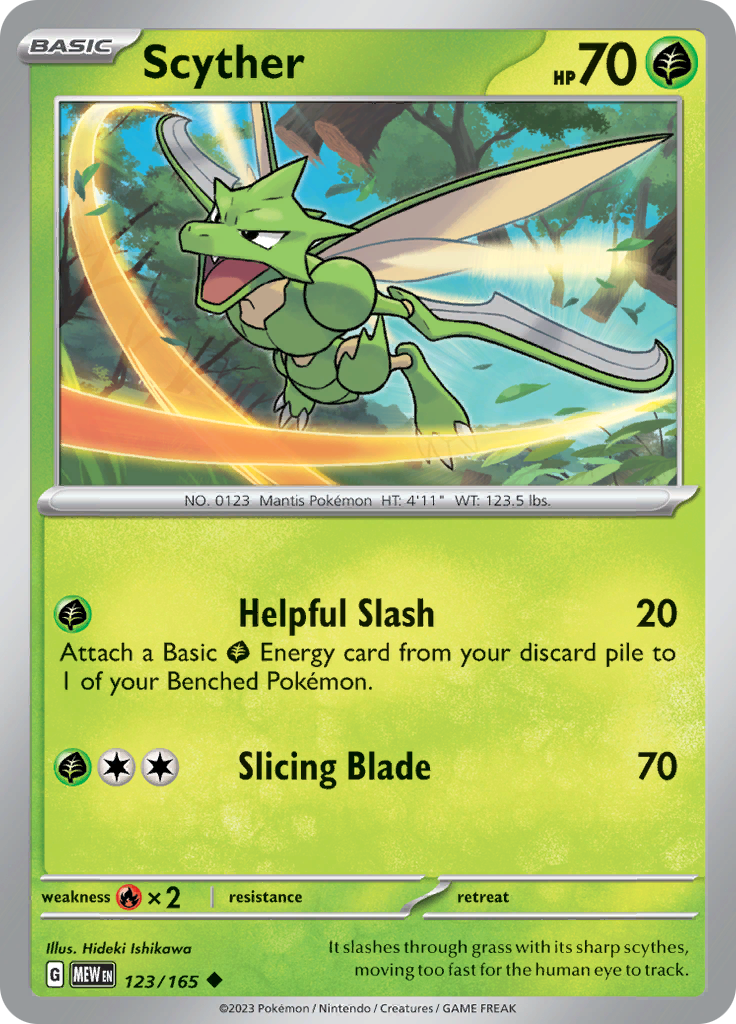 BASIC
Scyther
HP 70
NO. 0123 Mantis Pokémon HT: 4'11" WT: 123.5 lbs.
Helpful Slash 20
Attach a Basic Energy card from your discard pile to
1 of your Benched Pokémon.
Slicing Blade 70
weakness ×2 resistance retreat
Illus. Hideki Ishikawa
It slashes through grass with its sharp scythes,
moving too fast for the human eye to track.
G MEW EN 123/165
©2023 Pokémon / Nintendo / Creatures / GAME FREAK